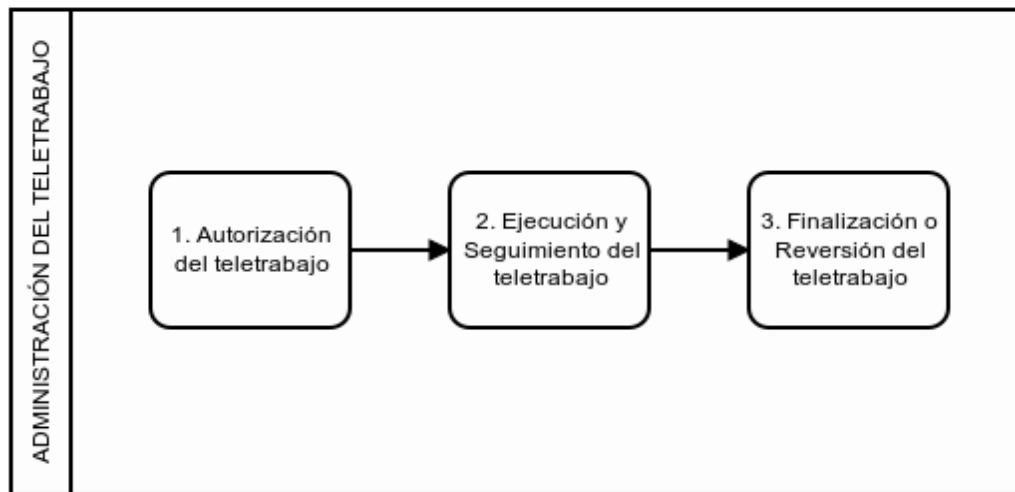 ADMINISTRACIÓN DEL TELETRABAJO
1. Autorización
del teletrabajo
2. Ejecución y
Seguimiento del
teletrabajo
3. Finalización o
Reversión del
teletrabajo